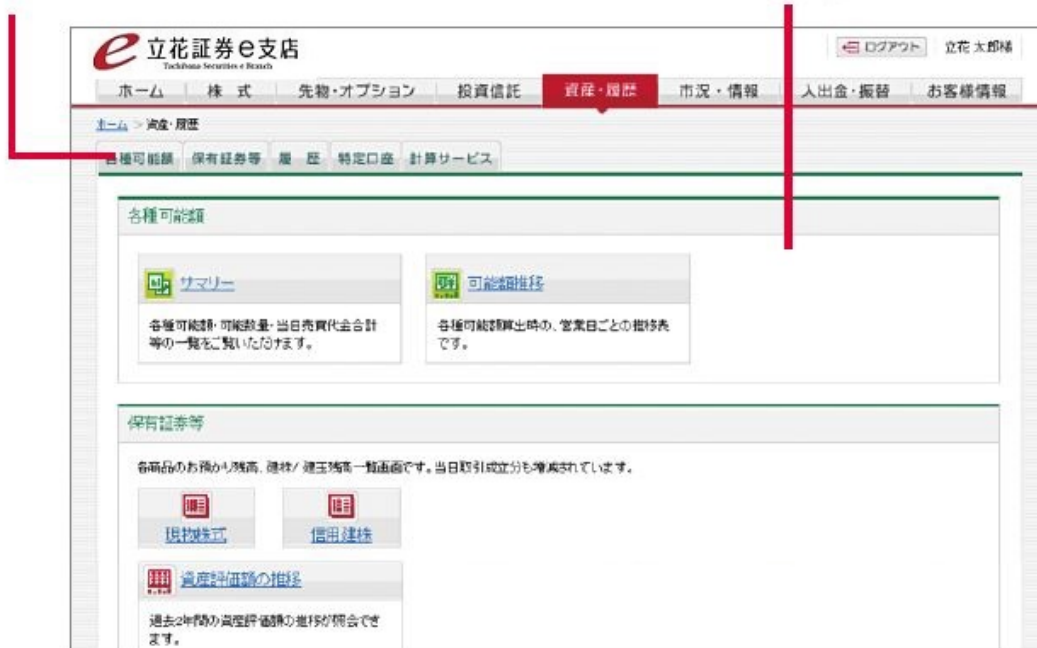 立花証券e支店
Tachibana Securities e Branch
ログアウト 立花 太郎様
ホーム 株 式 先物・オプション 投資信託 資産・履歴 市況・情報 入出金・振替 お客様情報
ホーム > 資産・履歴
各種可能額 保有証券等 履 歴 特定口座 計算サービス
各種可能額
サマリー
各種可能額・可能数量・当日売買代金合計
等の一覧をご覧いただけます。
可能額推移
各種可能額算出時の、営業日ごとの推移表
です。
保有証券等
各商品のお預かり残高、建株/建玉残高一覧画面です。当日取引成立分も増減されています。
現物株式
信用建株
資産評価額の推移
過去2年間の資産評価額の推移が照会でき
ます。